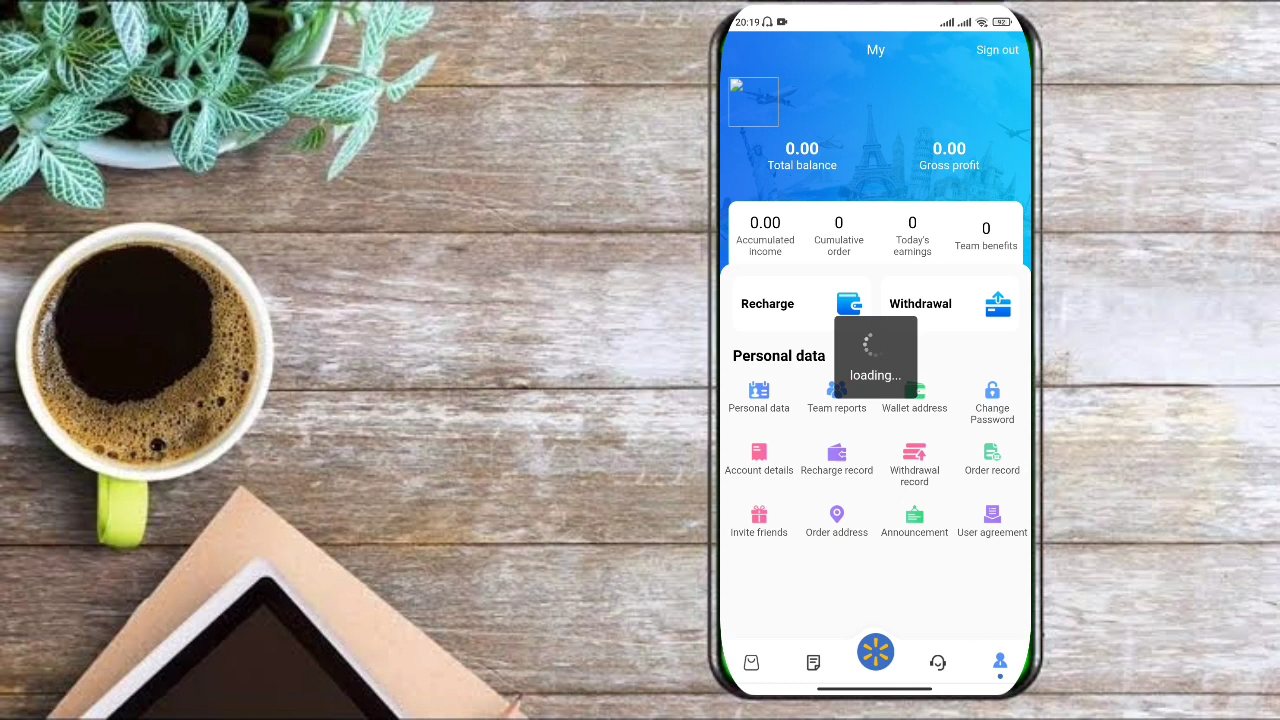 20:19
92
My
Sign out
0.00
0.00
Total balance
Gross profit
0.00
0
0
0
Accumulated income
Cumulative order
Today's earnings
Team benefits
Recharge
Withdrawal
Personal data
loading...
Personal data
Team reports
Wallet address
Change Password
Account details
Recharge record
Withdrawal record
Order record
Invite friends
Order address
Announcement
User agreement